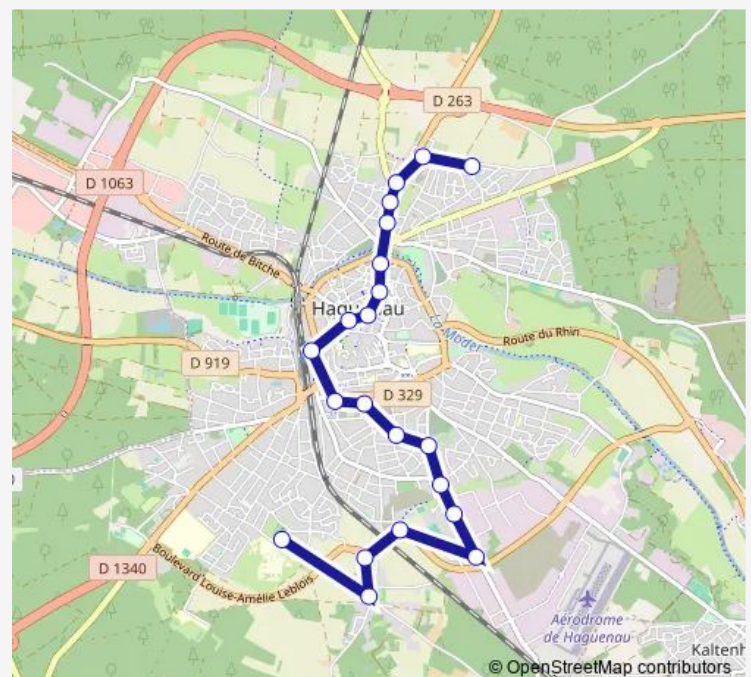 D 263
D 1063
Route de Bitche
Haguenau
La Moder
Route du Rhin
D 919
D 329
Boulevard Louise-Amélie Leblois
D 1340
Aérodrome
de Haguenau
© OpenStreetMap contributors